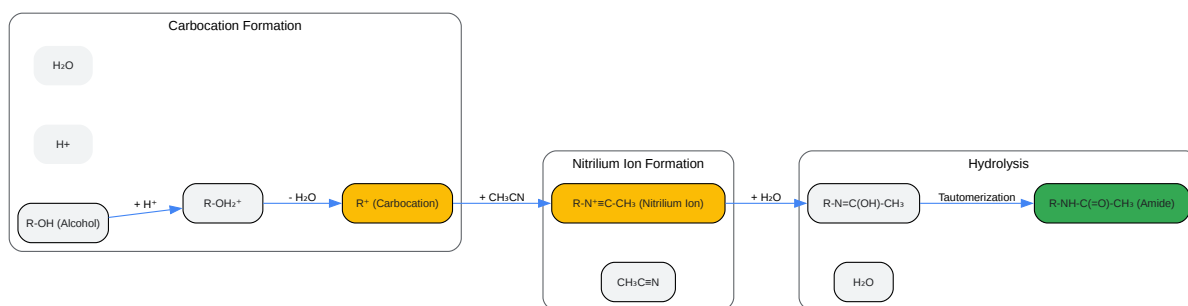 Carbocation Formation
H₂O
H+
R-OH (Alcohol)
+ H⁺
R-OH₂⁺
- H₂O
R⁺ (Carbocation)
+ CH₃CN
Nitrilium Ion Formation
R-N⁺≡C-CH₃ (Nitrilium Ion)
CH₃C≡N
+ H₂O
Hydrolysis
R-N=C(OH)-CH₃
Tautomerization
R-NH-C(=O)-CH₃ (Amide)
H₂O